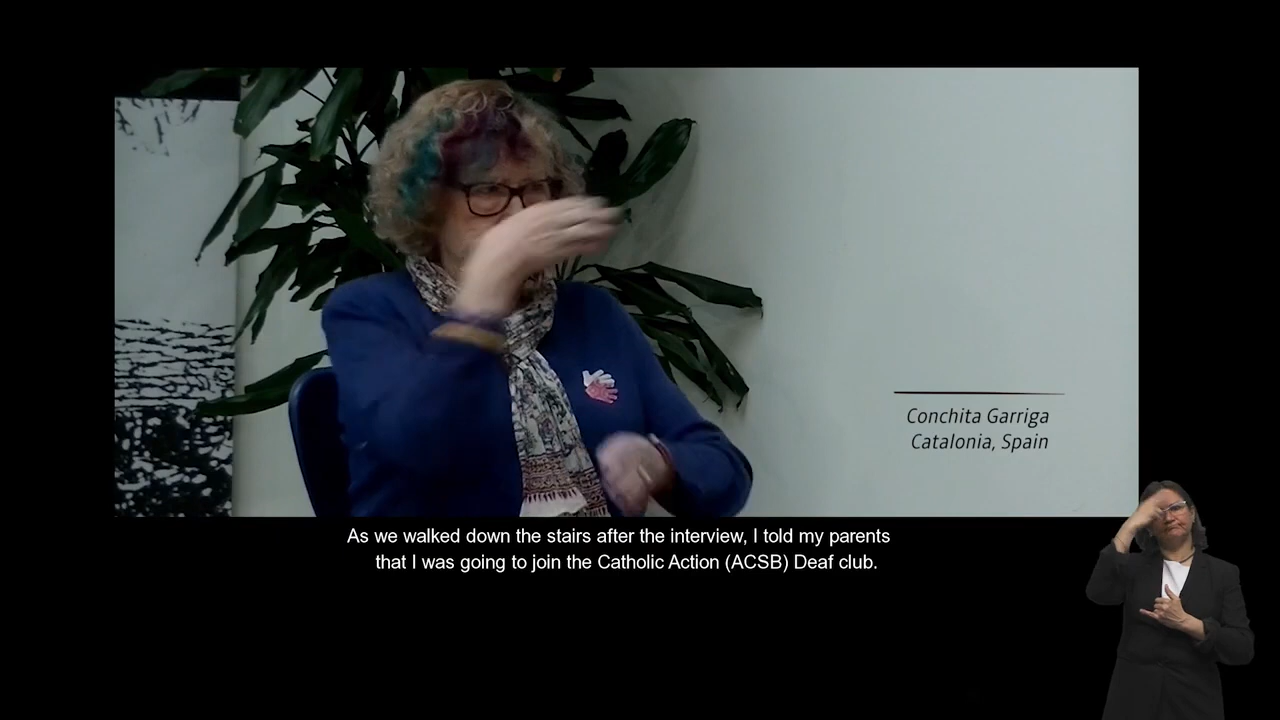 Conchita Garriga
Catalonia, Spain
As we walked down the stairs after the interview, I told my parents
that I was going to join the Catholic Action (ACSB) Deaf club.